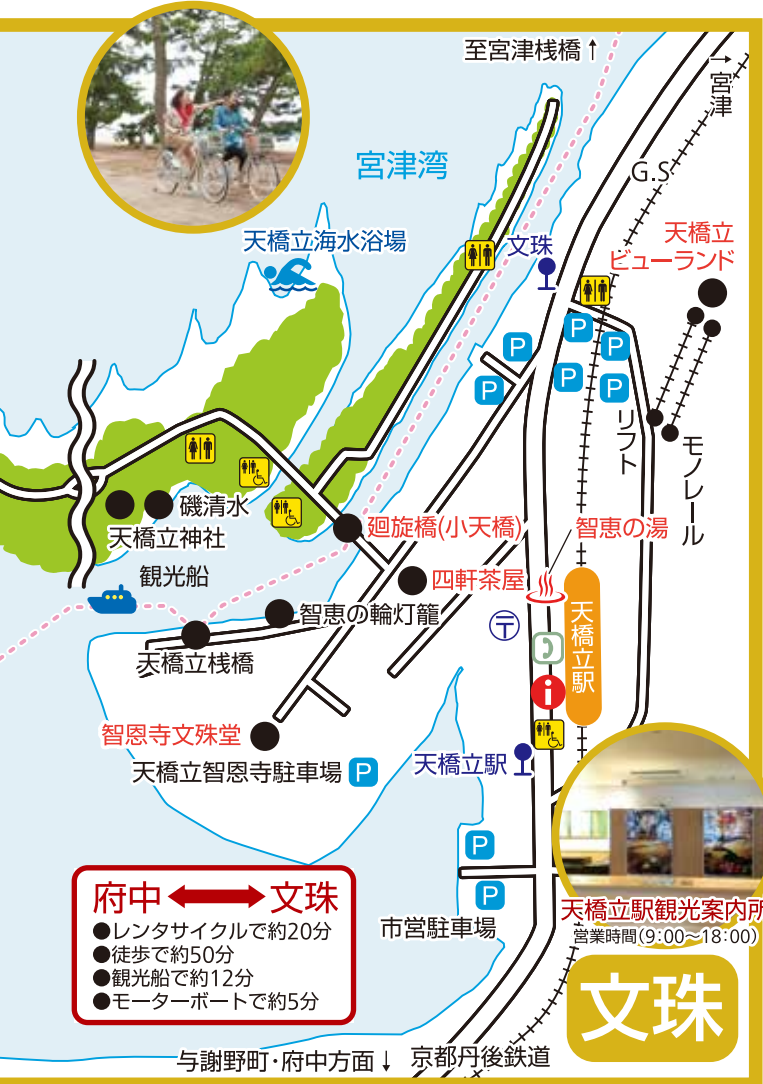 至宮津桟橋↑
→宮津
宮津湾
G.S
天橋立海水浴場
文珠
天橋立
ビューランド
P
P
P
P
P
P
リフト
モノレール
磯清水
天橋立神社
廻旋橋(小天橋)
智恵の湯
観光船
四軒茶屋
智恵の輪灯籠
〒
天橋立駅
天橋立桟橋
i
智恩寺文殊堂
天橋立智恩寺駐車場 P
天橋立駅
P
P
市営駐車場
府中 ⟷ 文珠
●レンタサイクルで約20分
●徒歩で約50分
●観光船で約12分
●モーターボートで約5分
天橋立駅観光案内所
営業時間(9:00〜18:00)
文珠
与謝野町・府中方面↓
京都丹後鉄道